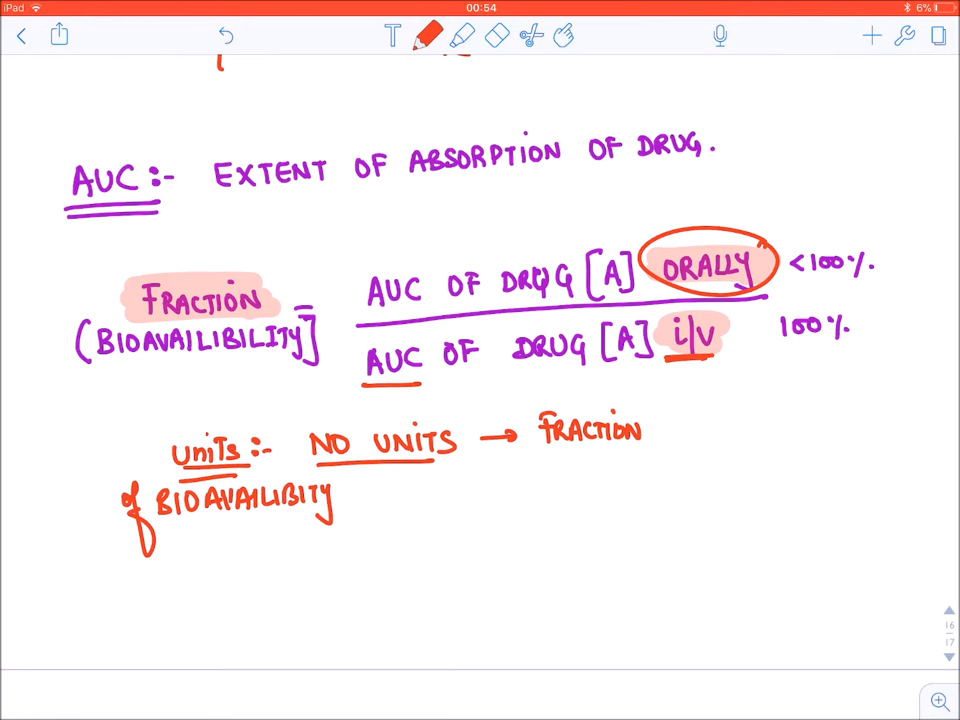 iPad 00:54 6%
AUC:- EXTENT OF ABSORPTION OF DRUG.
FRACTION = AUC OF DRUG [A] ORALLY <100%.
(BIOAVAILIBILITY] AUC OF DRUG [A] i/v 100%.
Units:- NO UNITS → FRACTION
of BIOAVAILIBITY
16
17